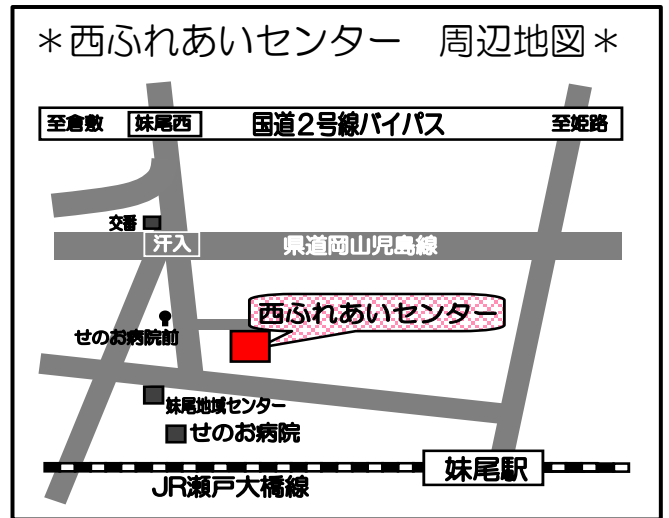 ＊西ふれあいセンター　周辺地図＊
至倉敷
妹尾西
国道２号線バイパス
至姫路
交番
汗入
県道岡山児島線
西ふれあいセンター
せのお病院前
妹尾地域センター
せのお病院
妹尾駅
JR瀬戸大橋線